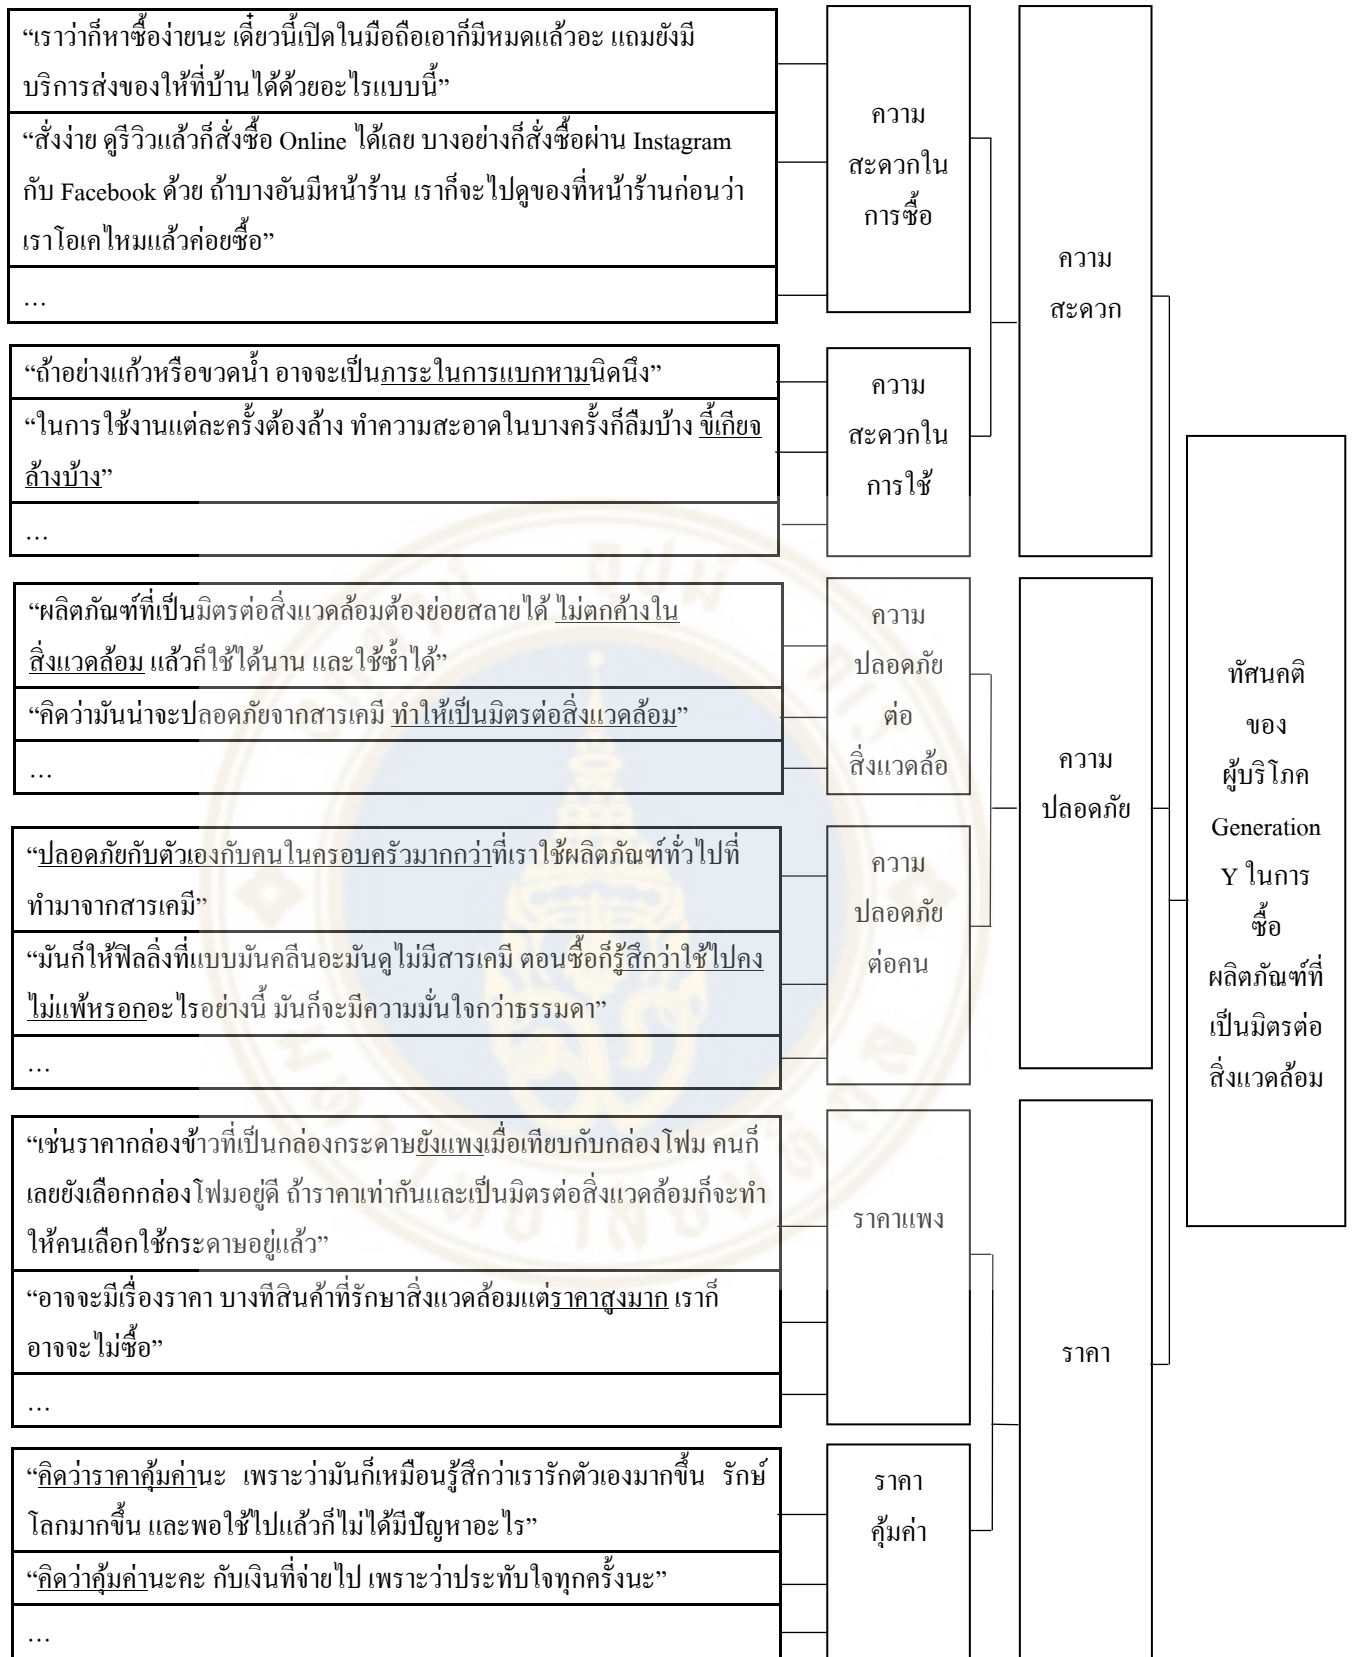 “เราว่าก็หาซื้อง่ายนะ เดี๋ยวนี้เปิดในมือถือเอาก็มีหมดแล้วอะ แถมยังมี
บริการส่งของให้ที่บ้านได้ด้วยอะไรแบบนี้”
“สั่งง่าย ดูรีวิวแล้วก็สั่งซื้อ Online ได้เลย บางอย่างก็สั่งซื้อผ่าน Instagram
กับ Facebook ด้วย ถ้าบางอันมีหน้าร้าน เราก็จะไปดูของที่หน้าร้านก่อนว่า
เราโอเคไหมแล้วค่อยซื้อ”
…
ความ
สะดวกใน
การซื้อ
“ถ้าอย่างแก้วหรือขวดน้ำ อาจจะเป็นภาระในการแบกหามนิดนึง”
“ในการใช้งานแต่ละครั้งต้องล้าง ทำความสะอาดในบางครั้งก็ลืมบ้าง ขี้เกียจ
ล้างบ้าง”
…
ความ
สะดวกใน
การใช้
ความ
สะดวก
“ผลิตภัณฑ์ที่เป็นมิตรต่อสิ่งแวดล้อมต้องย่อยสลายได้ ไม่ตกค้างใน
สิ่งแวดล้อม แล้วก็ใช้ได้นาน และใช้ซ้ำได้”
“คิดว่ามันน่าจะปลอดภัยจากสารเคมี ทำให้เป็นมิตรต่อสิ่งแวดล้อม”
…
ความ
ปลอดภัย
ต่อ
สิ่งแวดล้อ
“ปลอดภัยกับตัวเองกับคนในครอบครัวมากกว่าที่เราใช้ผลิตภัณฑ์ทั่วไปที่
ทำมาจากสารเคมี”
“มันก็ให้ฟิลลิ่งที่แบบมันคลีนอะมันดูไม่มีสารเคมี ตอนซื้อก็รู้สึกว่าใช้ไปคง
ไม่แพ้หรอกอะไรอย่างนี้ มันก็จะมีความมั่นใจกว่าธรรมดา”
…
ความ
ปลอดภัย
ต่อคน
ความ
ปลอดภัย
“เช่นราคากล่องข้าวที่เป็นกล่องกระดาษยังแพงเมื่อเทียบกับกล่องโฟม คนก็
เลยยังเลือกกล่องโฟมอยู่ดี ถ้าราคาเท่ากันและเป็นมิตรต่อสิ่งแวดล้อมก็จะทำ
ให้คนเลือกใช้กระดาษอยู่แล้ว”
“อาจจะมีเรื่องราคา บางทีสินค้าที่รักษาสิ่งแวดล้อมแต่ราคาสูงมาก เราก็
อาจจะไม่ซื้อ”
…
ราคาแพง
“คิดว่าราคาคุ้มค่านะ เพราะว่ามันก็เหมือนรู้สึกว่าเรารักตัวเองมากขึ้น รักษ์
โลกมากขึ้น และพอใช้ไปแล้วก็ไม่ได้มีปัญหาอะไร”
“คิดว่าคุ้มค่านะคะ กับเงินที่จ่ายไป เพราะว่าประทับใจทุกครั้งนะ”
…
ราคา
คุ้มค่า
ราคา
ทัศนคติ
ของ
ผู้บริโภค
Generation
Y ในการ
ซื้อ
ผลิตภัณฑ์ที่
เป็นมิตรต่อ
สิ่งแวดล้อม